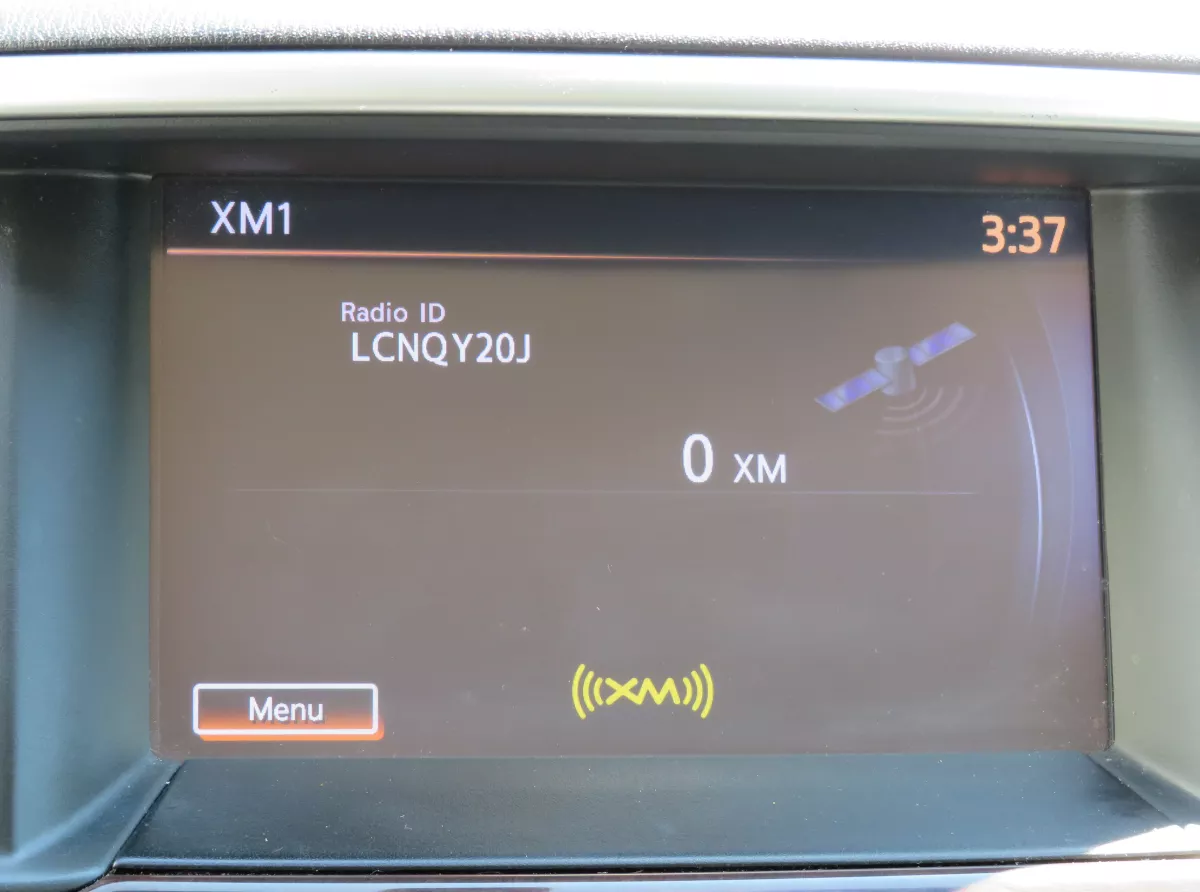 XM1
3:37
Radio ID
LCNQY20J
0 XM
Menu
XM